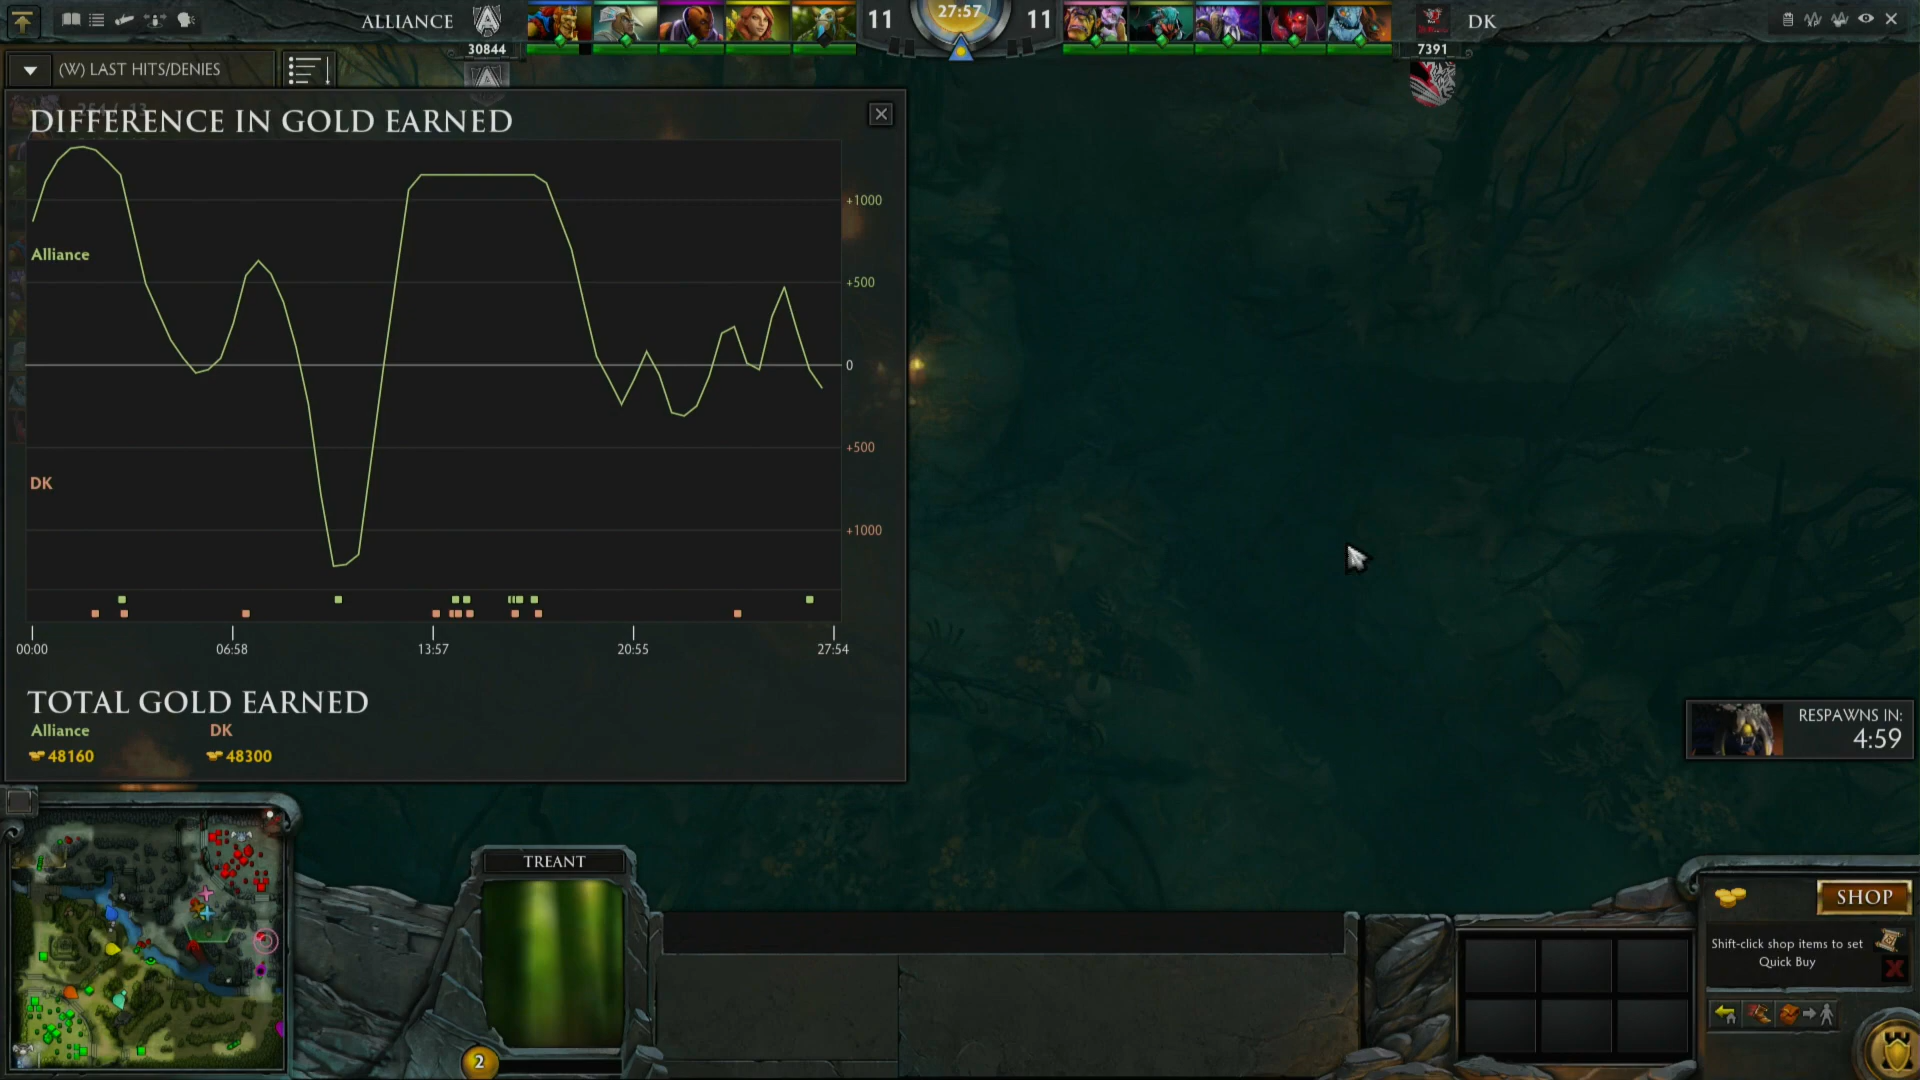 ALLIANCE
30844
11
27:57
11
DK
7391
(W) LAST HITS/DENIES
DIFFERENCE IN GOLD EARNED
+1000
Alliance
+500
0
+500
DK
+1000
00:00
06:58
13:57
20:55
27:54
TOTAL GOLD EARNED
Alliance
DK
48160
48300
RESPAWNS IN:
4:59
TREANT
2
SHOP
Shift-click shop items to set
Quick Buy